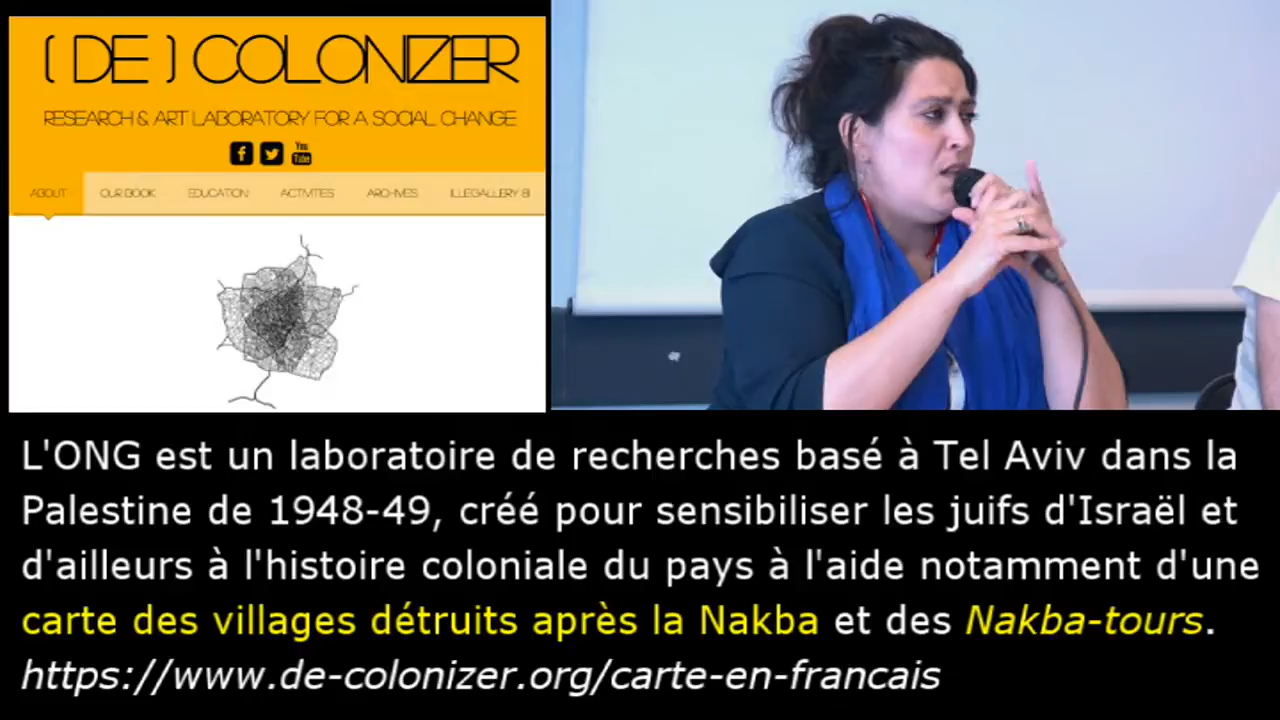 ( DE ) COLONIZER
RESEARCH & ART LABORATORY FOR A SOCIAL CHANGE
You
Tube
ABOUT OUR BOOK EDUCATION ACTIVITIES ARCHIVES ILLEGALLERY 81
L'ONG est un laboratoire de recherches basé à Tel Aviv dans la
Palestine de 1948-49, créé pour sensibiliser les juifs d'Israël et
d'ailleurs à l'histoire coloniale du pays à l'aide notamment d'une
carte des villages détruits après la Nakba et des Nakba-tours.
https://www.de-colonizer.org/carte-en-francais